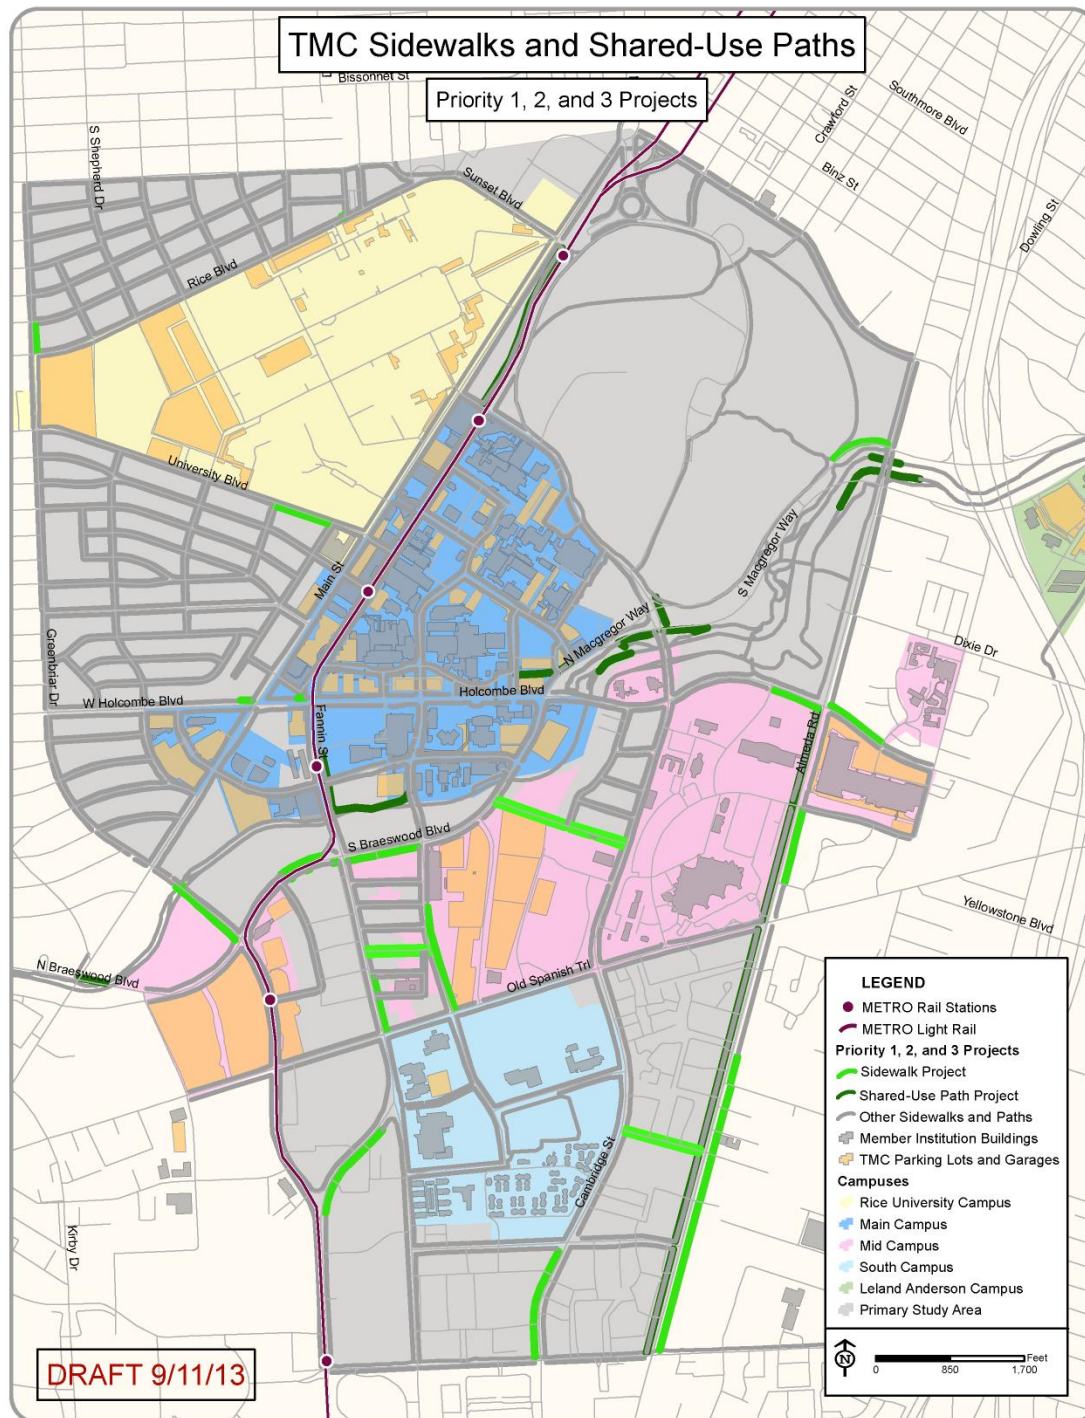 TMC Sidewalks and Shared-Use Paths
Bissonnet St
Priority 1, 2, and 3 Projects
Crawford St
Southmore Blvd
S Shepherd Dr
Sunset Blvd
Binz St
Dowling St
Rice Blvd
University Blvd
Main St
S Macgregor Way
N Macgregor Way
Greenbriar Dr
Dixie Dr
W Holcombe Blvd
Holcombe Blvd
Fannin St
Almeda Rd
S Braeswood Blvd
Yellowstone Blvd
N Braeswood Blvd
Old Spanish Trl
Cambridge St
Kirby Dr
LEGEND
METRO Rail Stations
METRO Light Rail
Priority 1, 2, and 3 Projects
Sidewalk Project
Shared-Use Path Project
Other Sidewalks and Paths
Member Institution Buildings
TMC Parking Lots and Garages
Campuses
Rice University Campus
Main Campus
Mid Campus
South Campus
Leland Anderson Campus
Primary Study Area
N
Feet
0 850 1,700
DRAFT 9/11/13